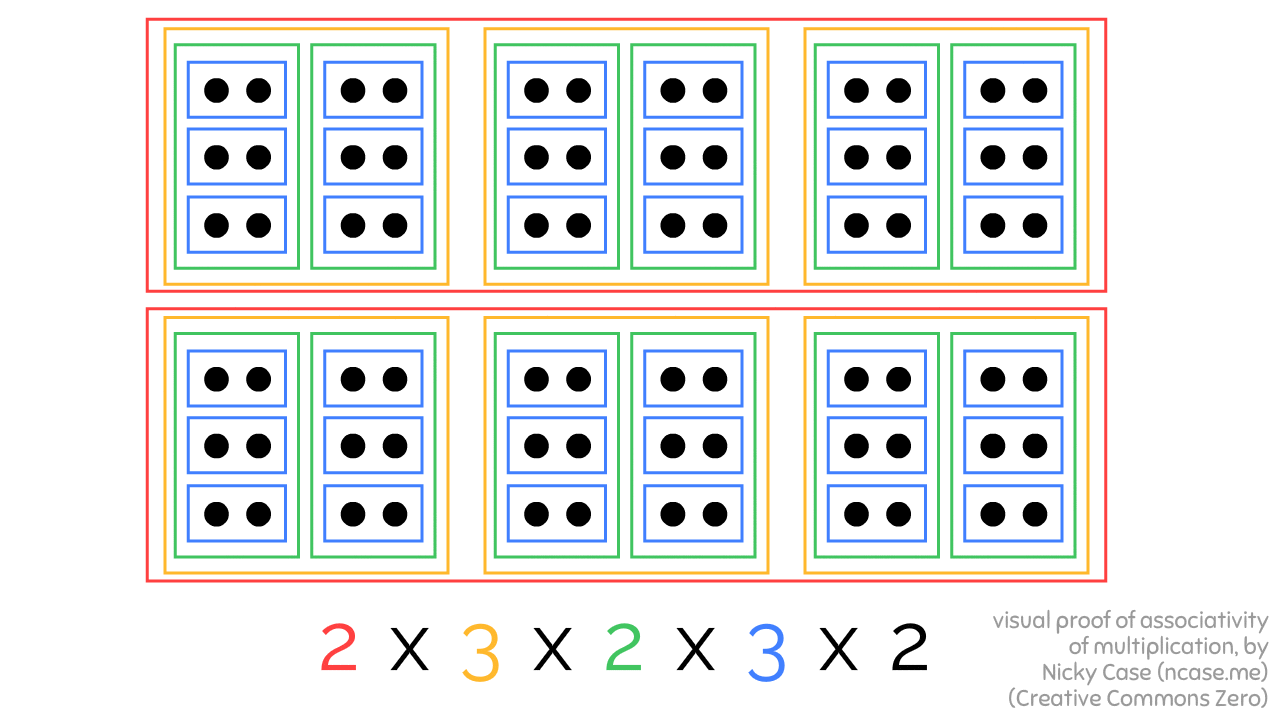 2 x 3 x 2 x 3 x 2
visual proof of associativity
of multiplication, by
Nicky Case (ncase.me)
(Creative Commons Zero)